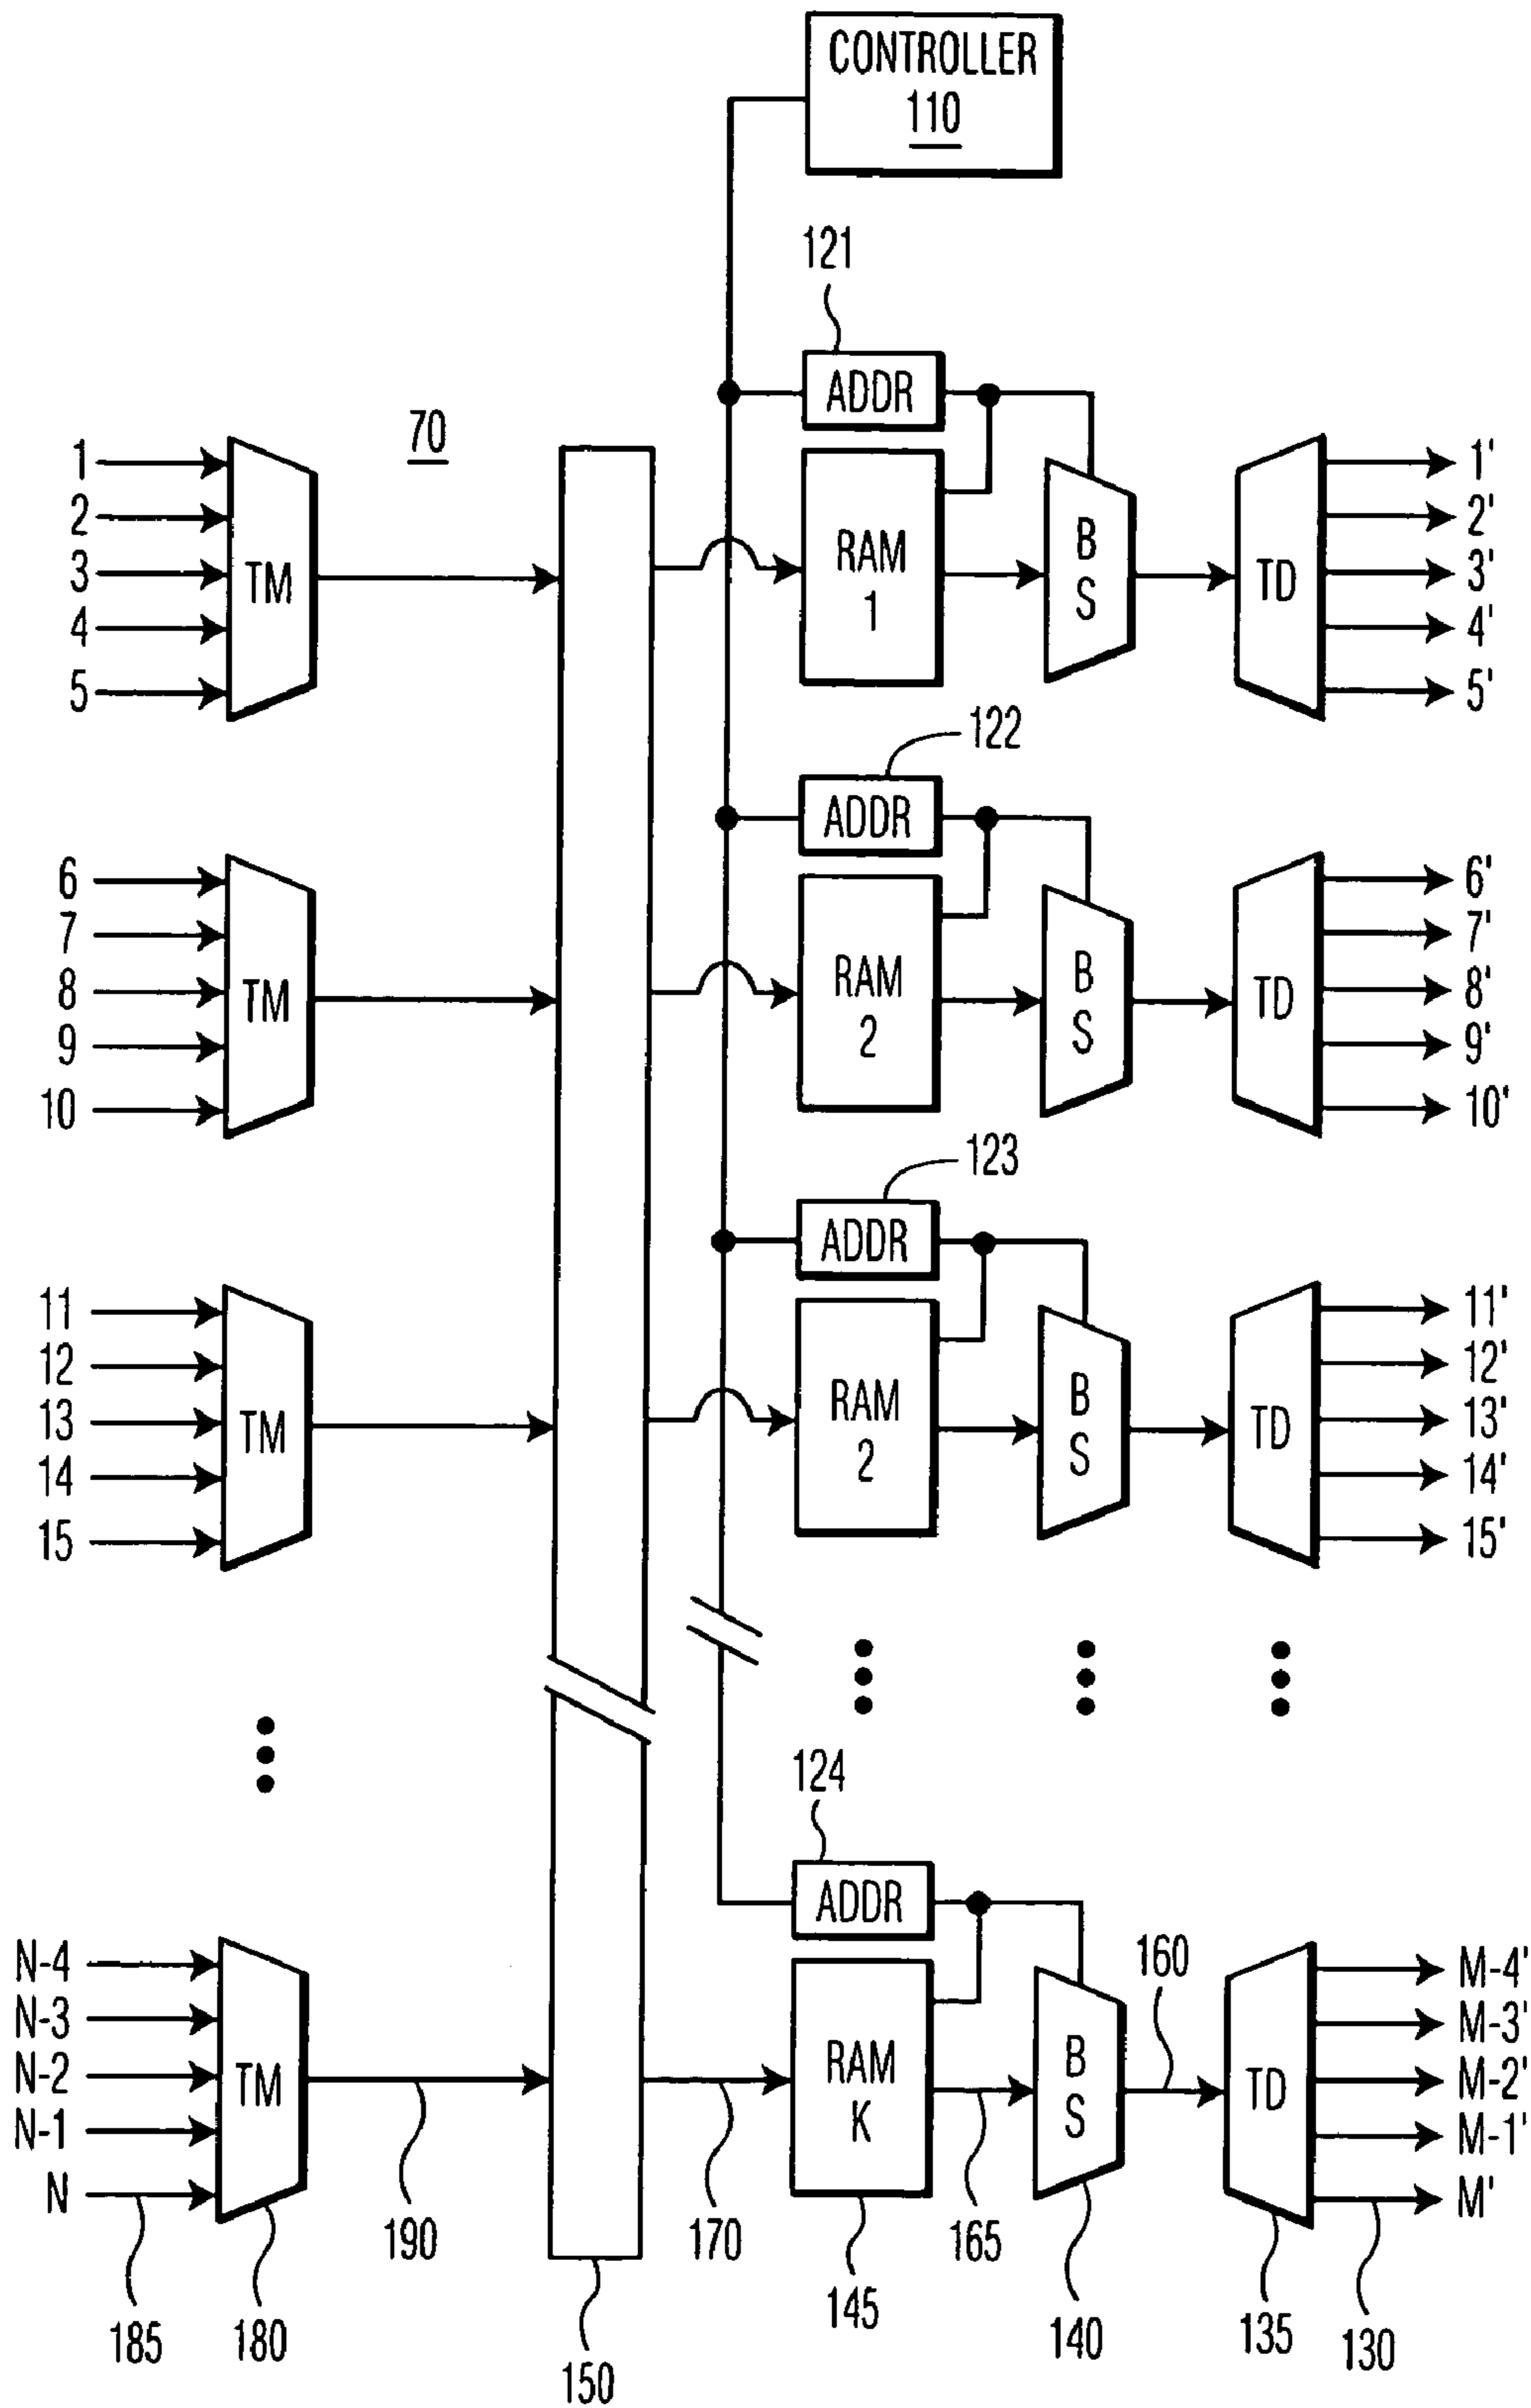 CONTROLLER
110
121
ADDR
70
1
2
3
4
5
TM
RAM
1
B
S
TD
1'
2'
3'
4'
5'
122
ADDR
6
7
8
9
10
TM
RAM
2
B
S
TD
6'
7'
8'
9'
10'
123
ADDR
11
12
13
14
15
TM
RAM
2
B
S
TD
11'
12'
13'
14'
15'
124
ADDR
N-4
N-3
N-2
N-1
N
TM
RAM
K
B
S
160
TD
M-4'
M-3'
M-2'
M-1'
M'
185
180
190
150
170
145
165
140
135
130